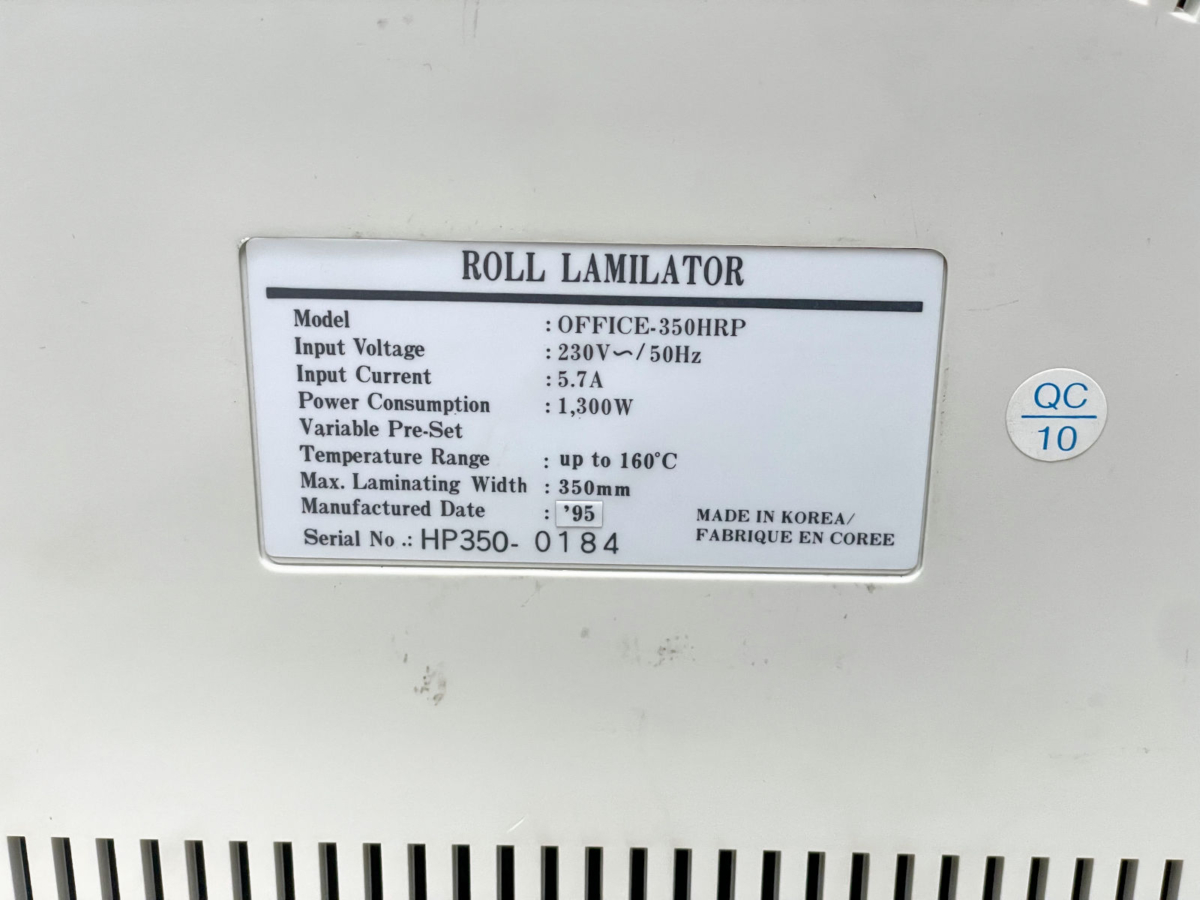 ROLL LAMILATOR
Model : OFFICE-350HRP
Input Voltage : 230V∼/50Hz
Input Current : 5.7A
Power Consumption : 1,300W
Variable Pre-Set
Temperature Range : up to 160°C
Max. Laminating Width : 350mm
Manufactured Date : '95
Serial No.: HP350- 0184
MADE IN KOREA/
FABRIQUE EN COREE
QC
10